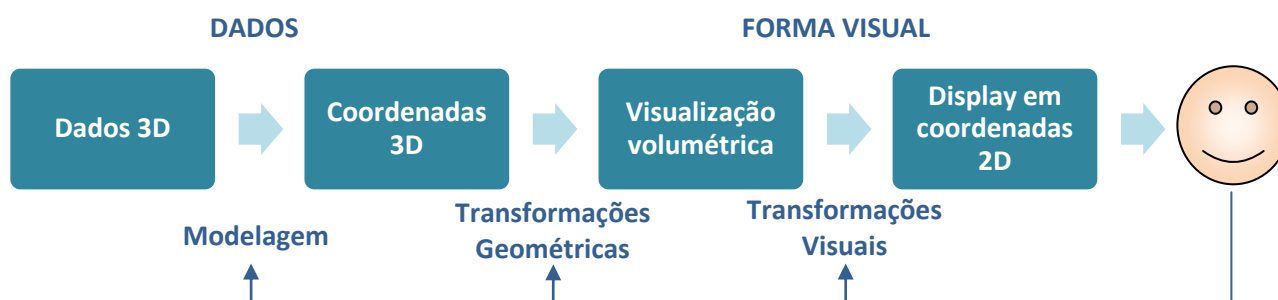 DADOS
FORMA VISUAL
Dados 3D
Coordenadas
3D
Visualização
volumétrica
Display em
coordenadas
2D
Modelagem
Transformações
Geométricas
Transformações
Visuais